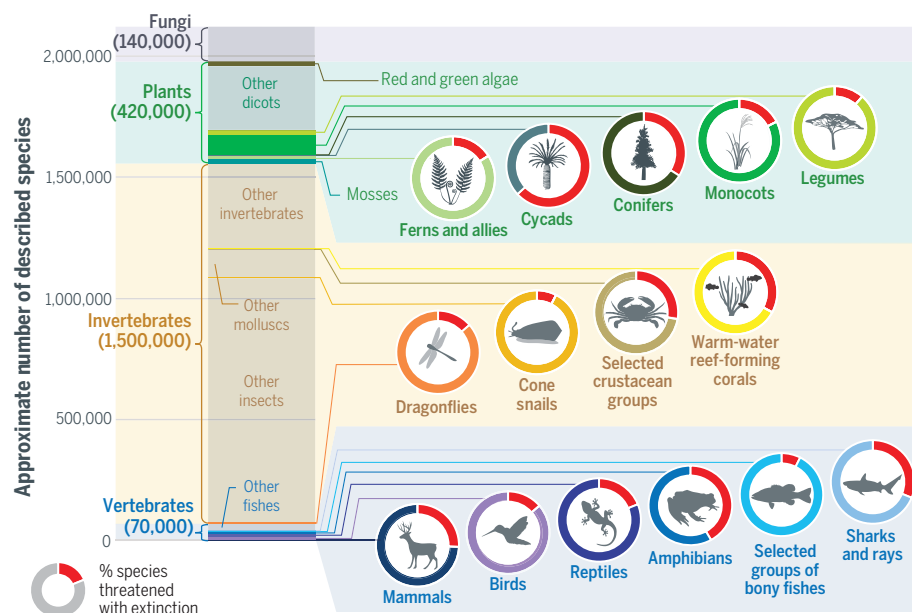 Approximate number of described species
Fungi
(140,000)
2,000,000
Plants
(420,000)
1,500,000
1,000,000
Invertebrates
(1,500,000)
500,000
Vertebrates
(70,000)
0
Other
dicots
Red and green algae
Mosses
Other
invertebrates
Other
molluscs
Other
insects
Other
fishes
Ferns and allies
Cycads
Conifers
Monocots
Legumes
Dragonflies
Cone
snails
Selected
crustacean
groups
Warm-water
reef-forming
corals
Mammals
Birds
Reptiles
Amphibians
Selected
groups of
bony fishes
Sharks
and rays
% species
threatened
with extinction